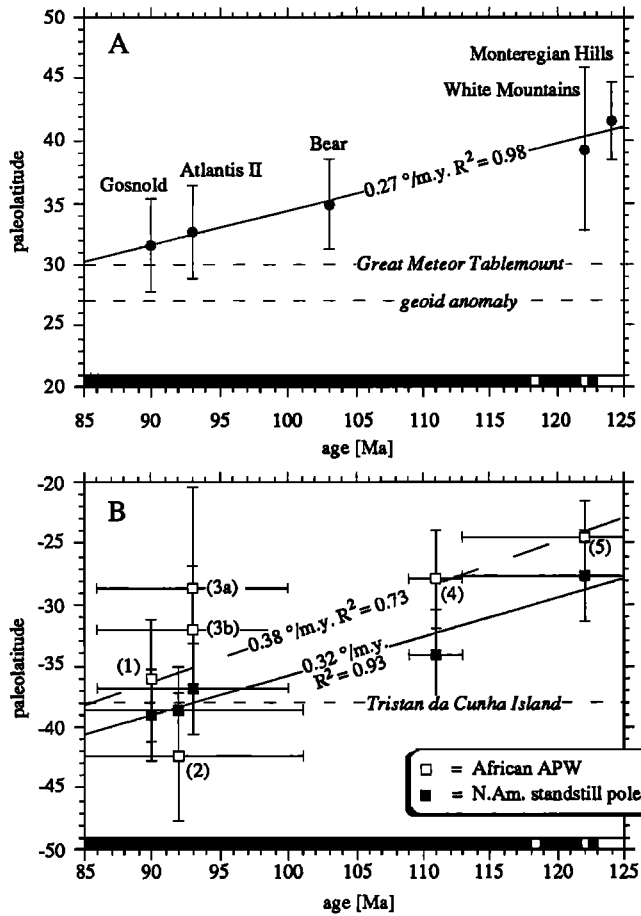 A
50
45
40
35
30
25
20
paleolatitude
Monteregian Hills
White Mountains
Bear
Atlantis II
Gosnold
0.27 °/m.y. R² = 0.98
Great Meteor Tablemount
geoid anomaly
85 90 95 100 105 110 115 120 125
age [Ma]
B
-20
-25
-30
-35
-40
-45
-50
paleolatitude
(5)
(3a)
(4)
(3b)
(1)
0.38 °/m.y. R² = 0.73
0.32 °/m.y.
R² = 0.93
Tristan da Cunha Island
(2)
= African APW
= N.Am. standstill pole
85 90 95 100 105 110 115 120 125
age [Ma]